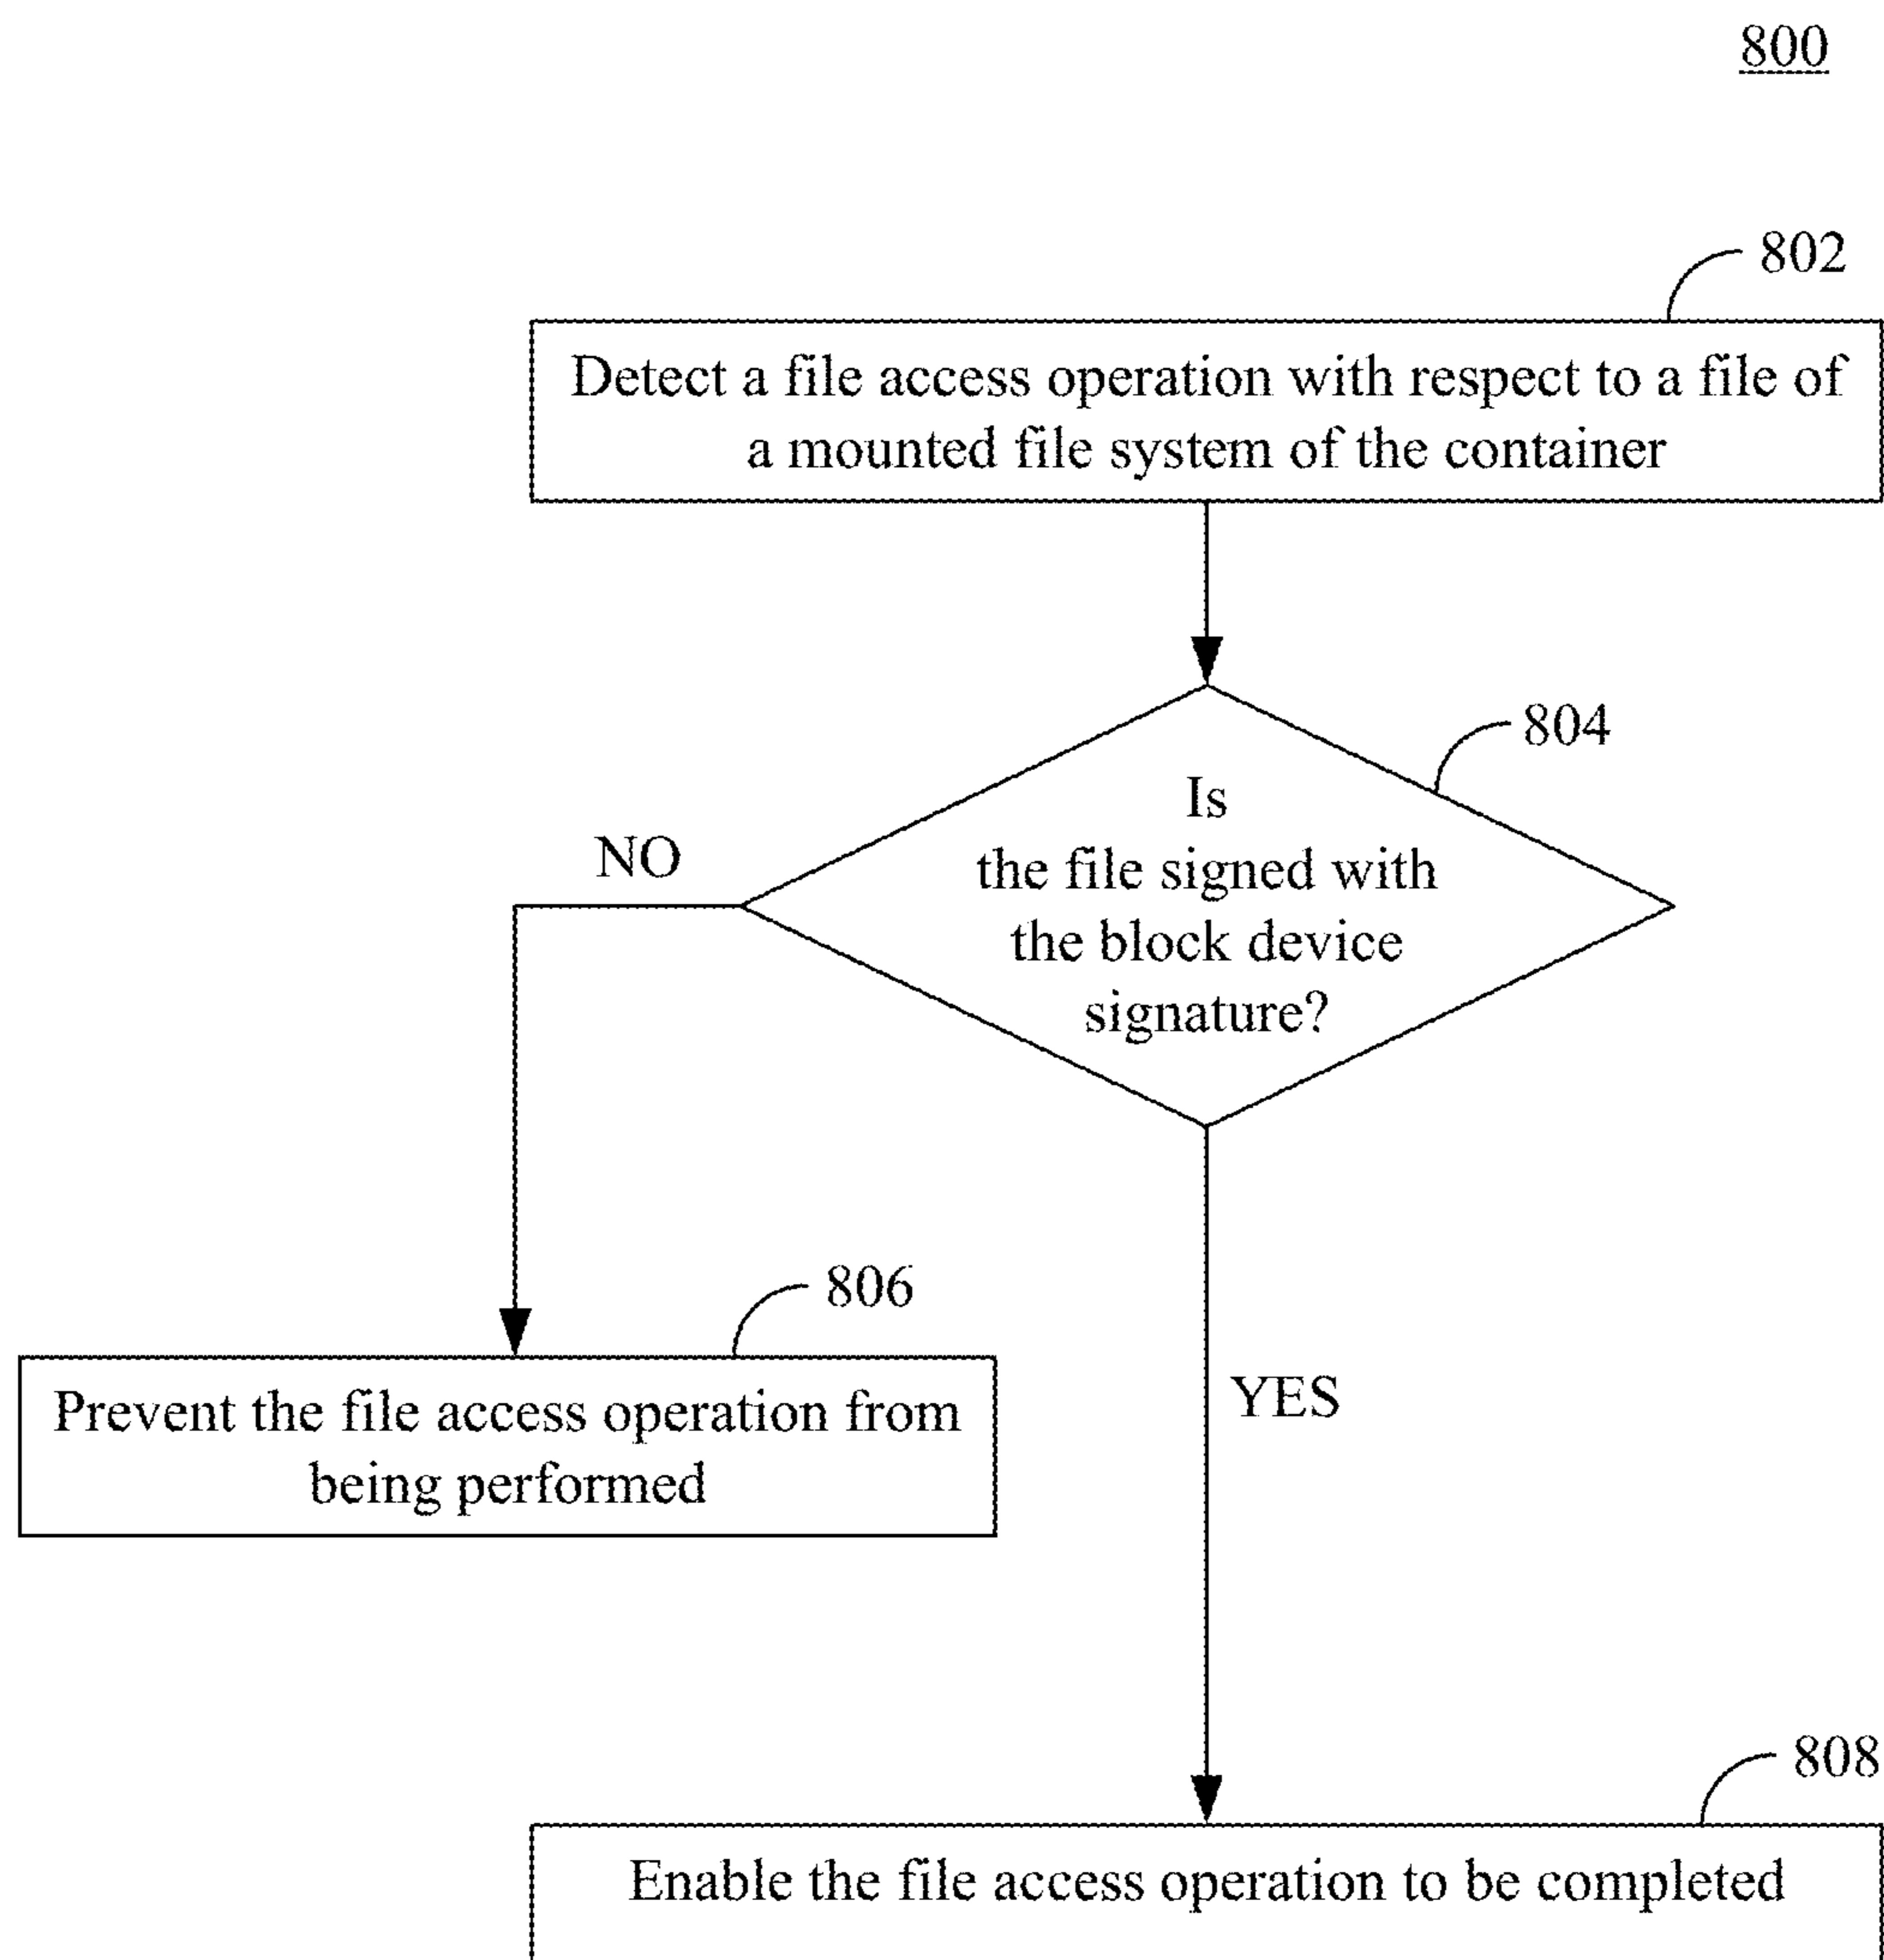 800
802
Detect a file access operation with respect to a file of
a mounted file system of the container
804
Is
the file signed with
the block device
signature?
NO
806
Prevent the file access operation from
being performed
YES
808
Enable the file access operation to be completed